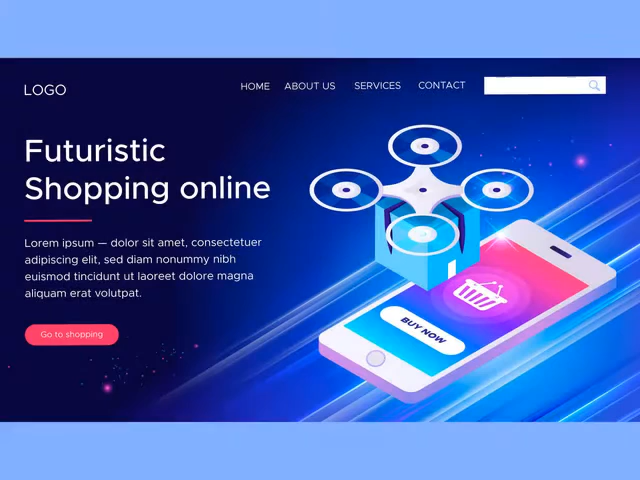 LOGO
HOME ABOUT US SERVICES CONTACT
Futuristic
Shopping online
Lorem ipsum — dolor sit amet, consectetuer
adipiscing elit, sed diam nonummy nibh
euismod tincidunt ut laoreet dolore magna
aliquam erat volutpat.
Go to shopping
BUY NOW